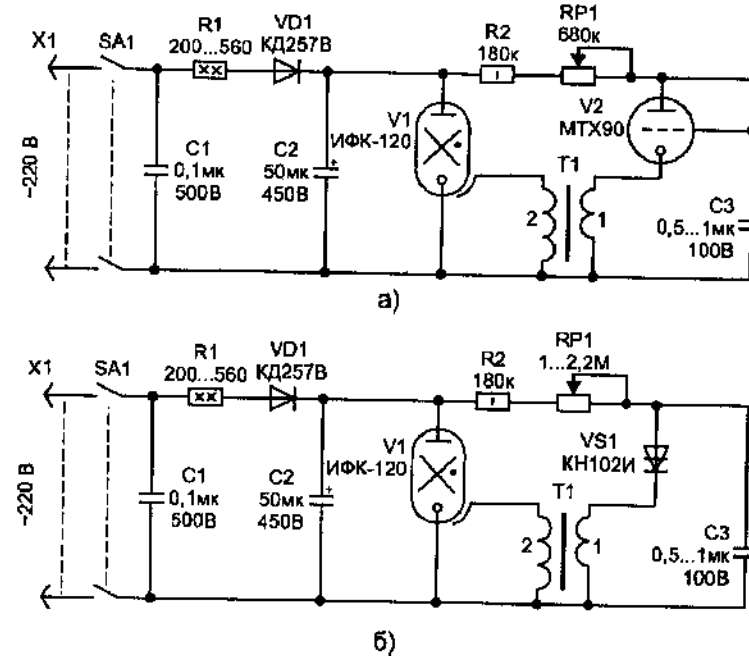 X1
SA1
R1
200...560
VD1
КД257В
R2
180к
RP1
680к
V2
МТХ90
V1
ИФК-120
~220 В
C1
0,1мк
500В
C2
50мк
450В
+
T1
2
1
C3
0,5...1мк
100В
а)
X1
SA1
R1
200...560
VD1
КД257В
R2
180к
RP1
1...2,2М
V1
ИФК-120
VS1
КН102И
~220 В
C1
0,1мк
500В
C2
50мк
450В
+
T1
2
1
C3
0,5...1мк
100В
б)